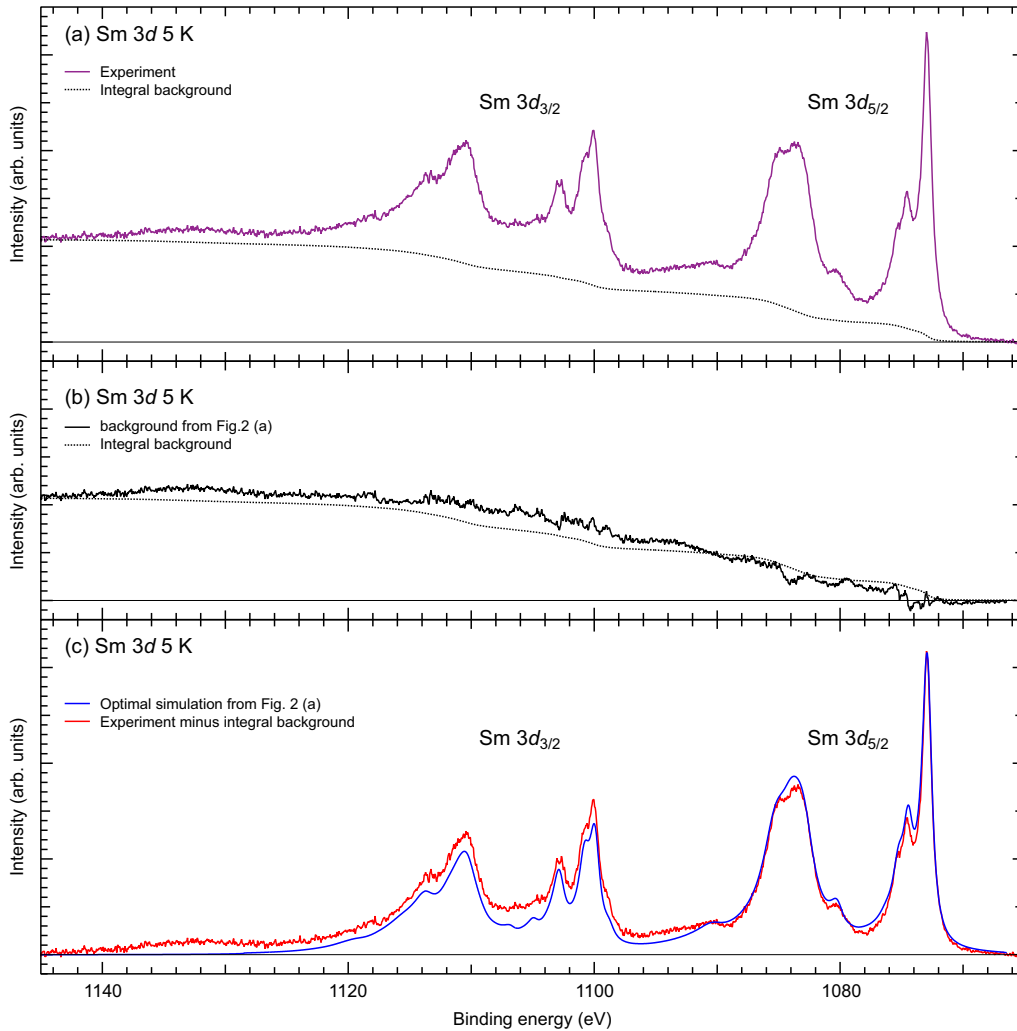 (a) Sm 3d 5 K
Experiment
Integral background
Sm 3d3/2
Sm 3d5/2
Intensity (arb. units)
(b) Sm 3d 5 K
background from Fig.2 (a)
Integral background
Intensity (arb. units)
(c) Sm 3d 5 K
Optimal simulation from Fig. 2 (a)
Experiment minus integral background
Sm 3d3/2
Sm 3d5/2
Intensity (arb. units)
1140 1120 1100 1080
Binding energy (eV)